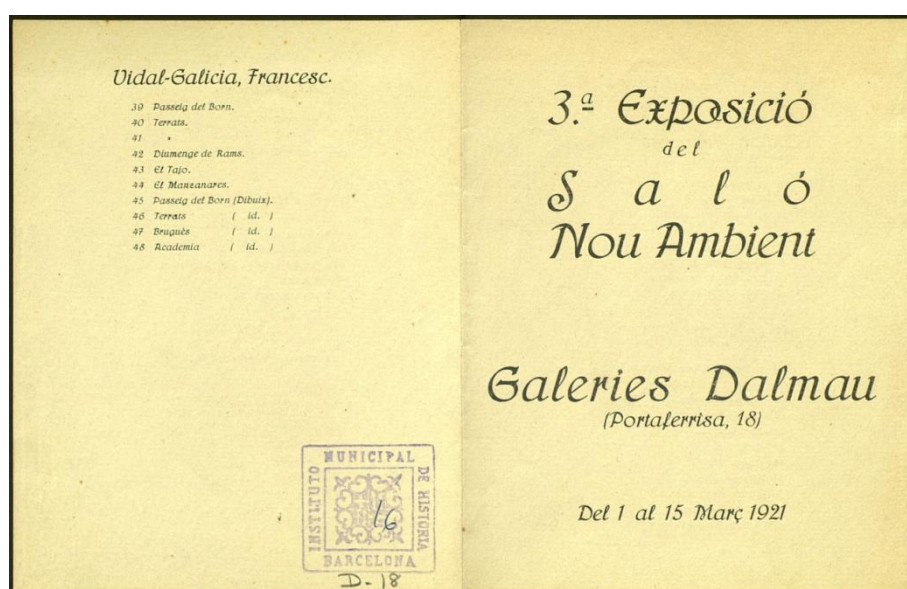 Vidal-Galicia, Francesc.
39 Passeig del Born.
40 Terrats.
41 »
42 Diumenge de Rams.
43 El Tajo.
44 El Manzanares.
45 Passeig del Born (Dibuix).
46 Terrats ( id. )
47 Bruguès ( id. )
48 Academia ( id. )
INSTITUTO MUNICIPAL DE HISTORIA
BARCELONA
16
D-18
3.ª Exposició
del
Saló
Nou Ambient
Galeries Dalmau
(Portaferrisa, 18)
Del 1 al 15 Març 1921